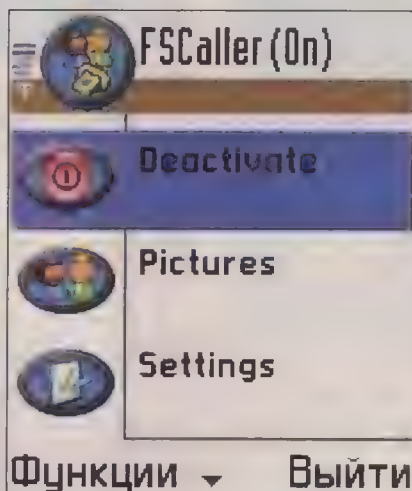 FSCaller (On)
Deactivate
Pictures
Settings
Функции Выйти